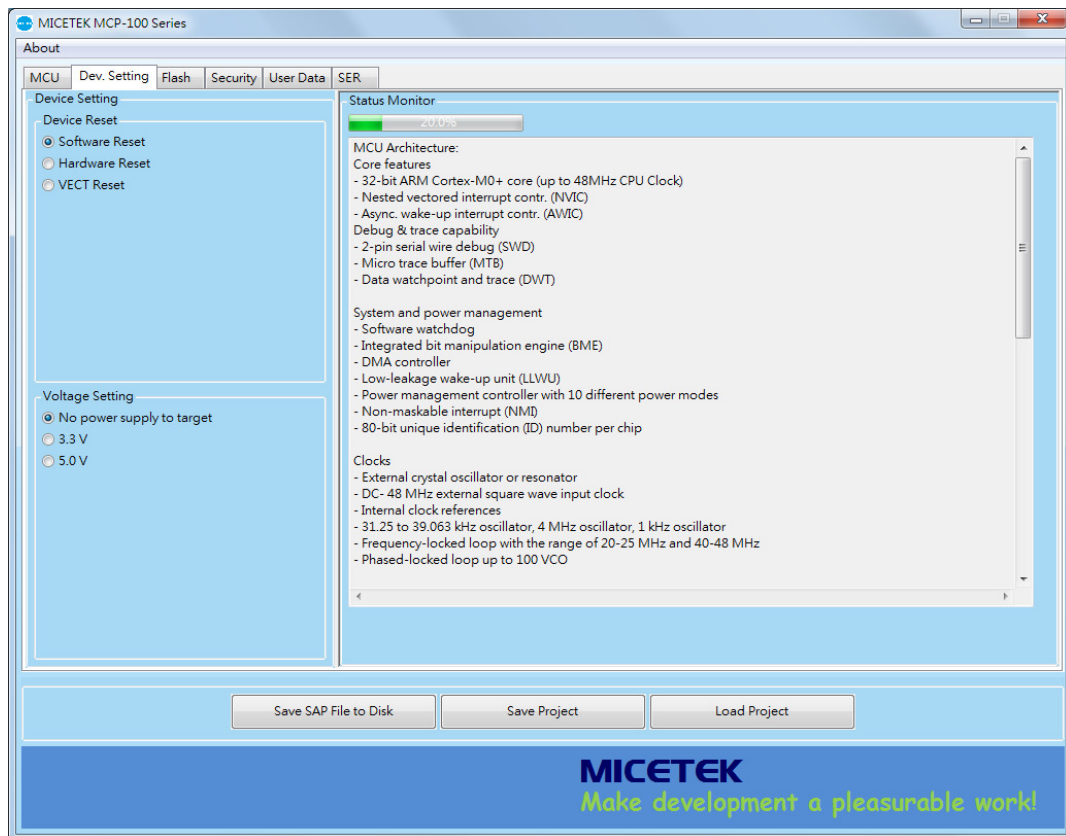 MICETEK MCP-100 Series
About
MCU Dev. Setting Flash Security User Data SER
Device Setting
Device Reset
Software Reset
Hardware Reset
VECT Reset
Voltage Setting
No power supply to target
3.3 V
5.0 V
Status Monitor
20.0%
MCU Architecture:
Core features
- 32-bit ARM Cortex-M0+ core (up to 48MHz CPU Clock)
- Nested vectored interrupt contr. (NVIC)
- Async. wake-up interrupt contr. (AWIC)
Debug & trace capability
- 2-pin serial wire debug (SWD)
- Micro trace buffer (MTB)
- Data watchpoint and trace (DWT)
System and power management
- Software watchdog
- Integrated bit manipulation engine (BME)
- DMA controller
- Low-leakage wake-up unit (LLWU)
- Power management controller with 10 different power modes
- Non-maskable interrupt (NMI)
- 80-bit unique identification (ID) number per chip
Clocks
- External crystal oscillator or resonator
- DC- 48 MHz external square wave input clock
- Internal clock references
- 31.25 to 39.063 kHz oscillator, 4 MHz oscillator, 1 kHz oscillator
- Frequency-locked loop with the range of 20-25 MHz and 40-48 MHz
- Phased-locked loop up to 100 VCO
Save SAP File to Disk Save Project Load Project
MICETEK
Make development a pleasurable work!